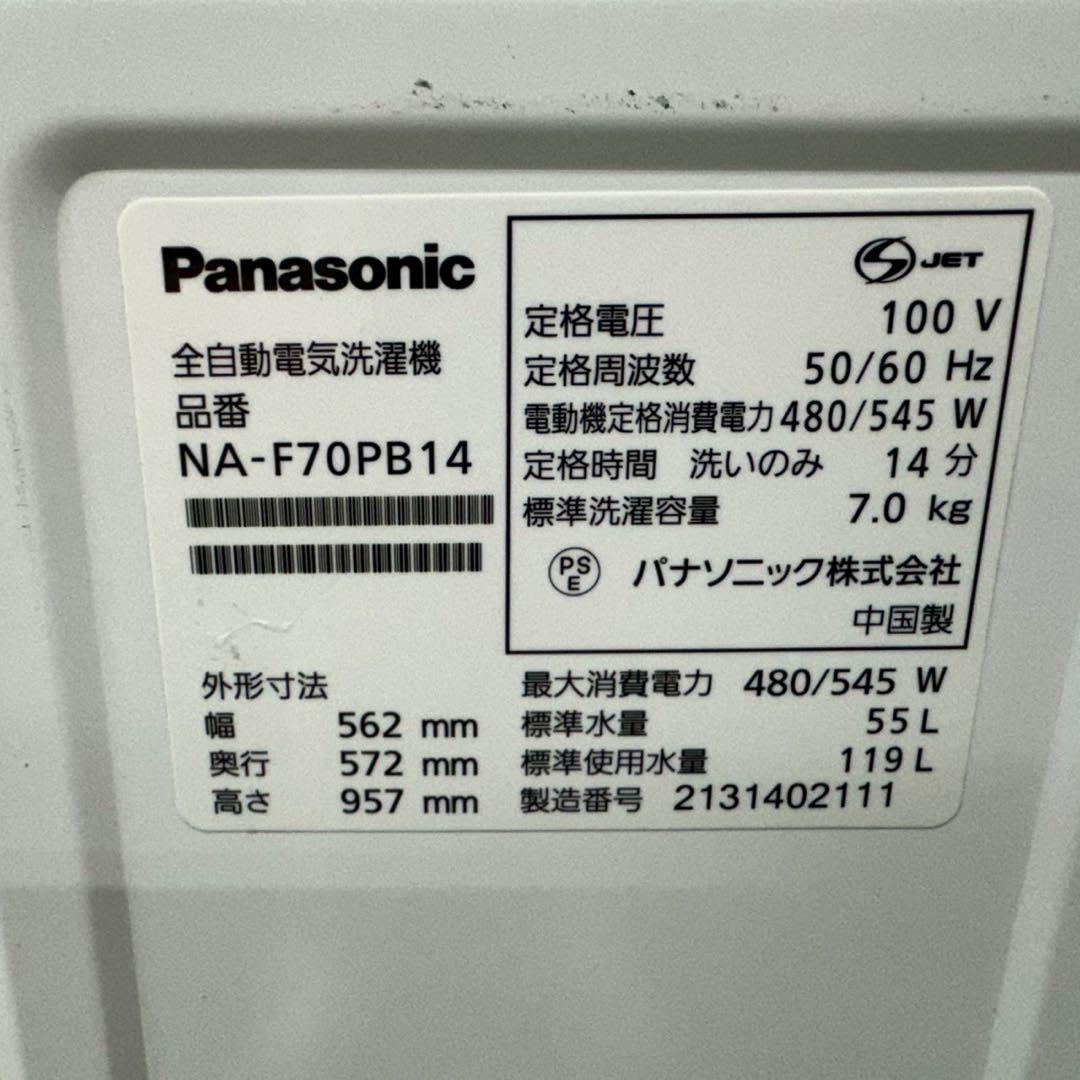 Panasonic
全自動電気洗濯機
品番
NA-F70PB14
S JET
定格電圧 100 V
定格周波数 50/60 Hz
電動機定格消費電力 480/545 W
定格時間 洗いのみ 14 分
標準洗濯容量 7.0 kg
PS E パナソニック株式会社
中国製
外形寸法
幅 562 mm
奥行 572 mm
高さ 957 mm
最大消費電力 480/545 W
標準水量 55 L
標準使用水量 119 L
製造番号 2131402111